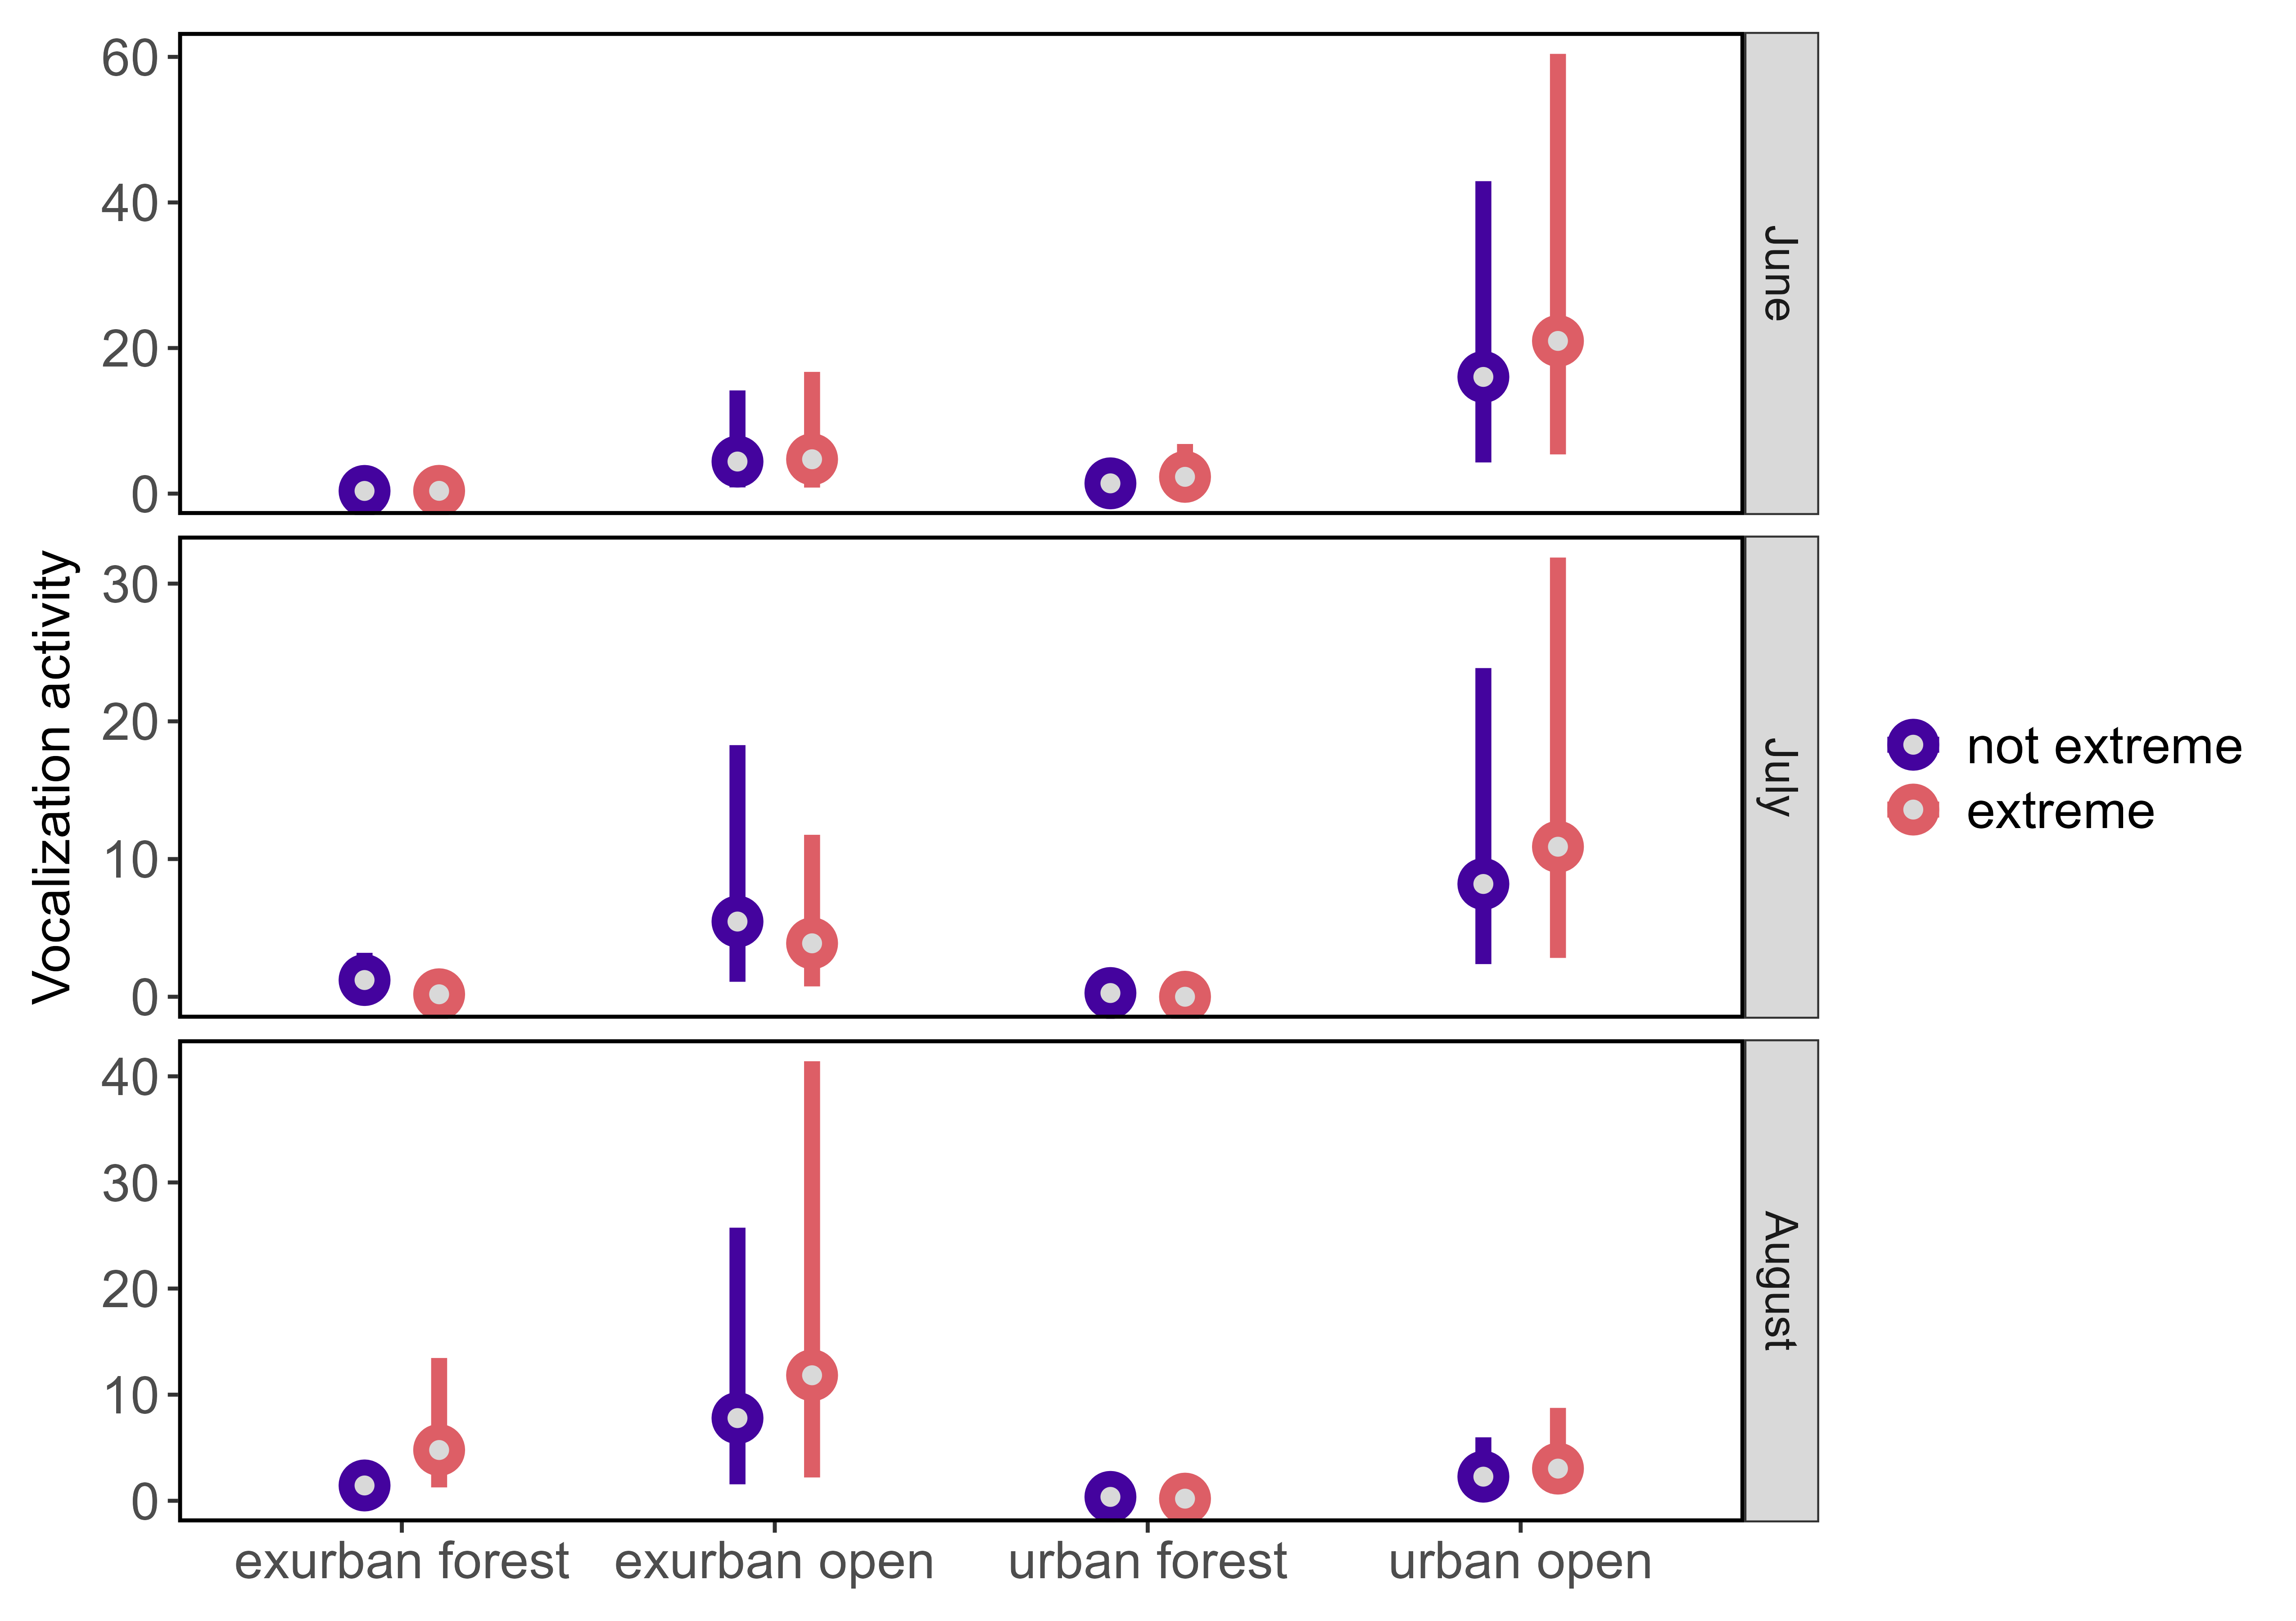 Vocalization activity
60
40
20
0
June
30
20
10
0
July
40
30
20
10
0
August
exurban forest
exurban open
urban forest
urban open
not extreme
extreme